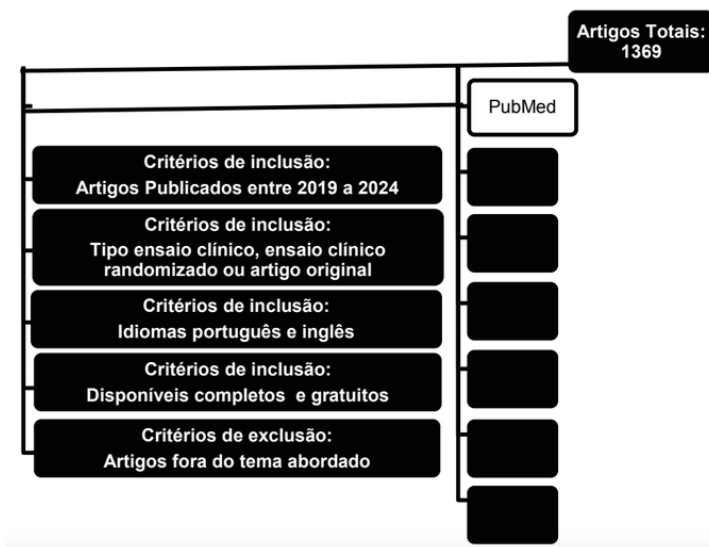 Artigos Totais:
1369
PubMed
Critérios de inclusão:
Artigos Publicados entre 2019 a 2024
Critérios de inclusão:
Tipo ensaio clínico, ensaio clínico
randomizado ou artigo original
Critérios de inclusão:
Idiomas português e inglês
Critérios de inclusão:
Disponíveis completos e gratuitos
Critérios de exclusão:
Artigos fora do tema abordado